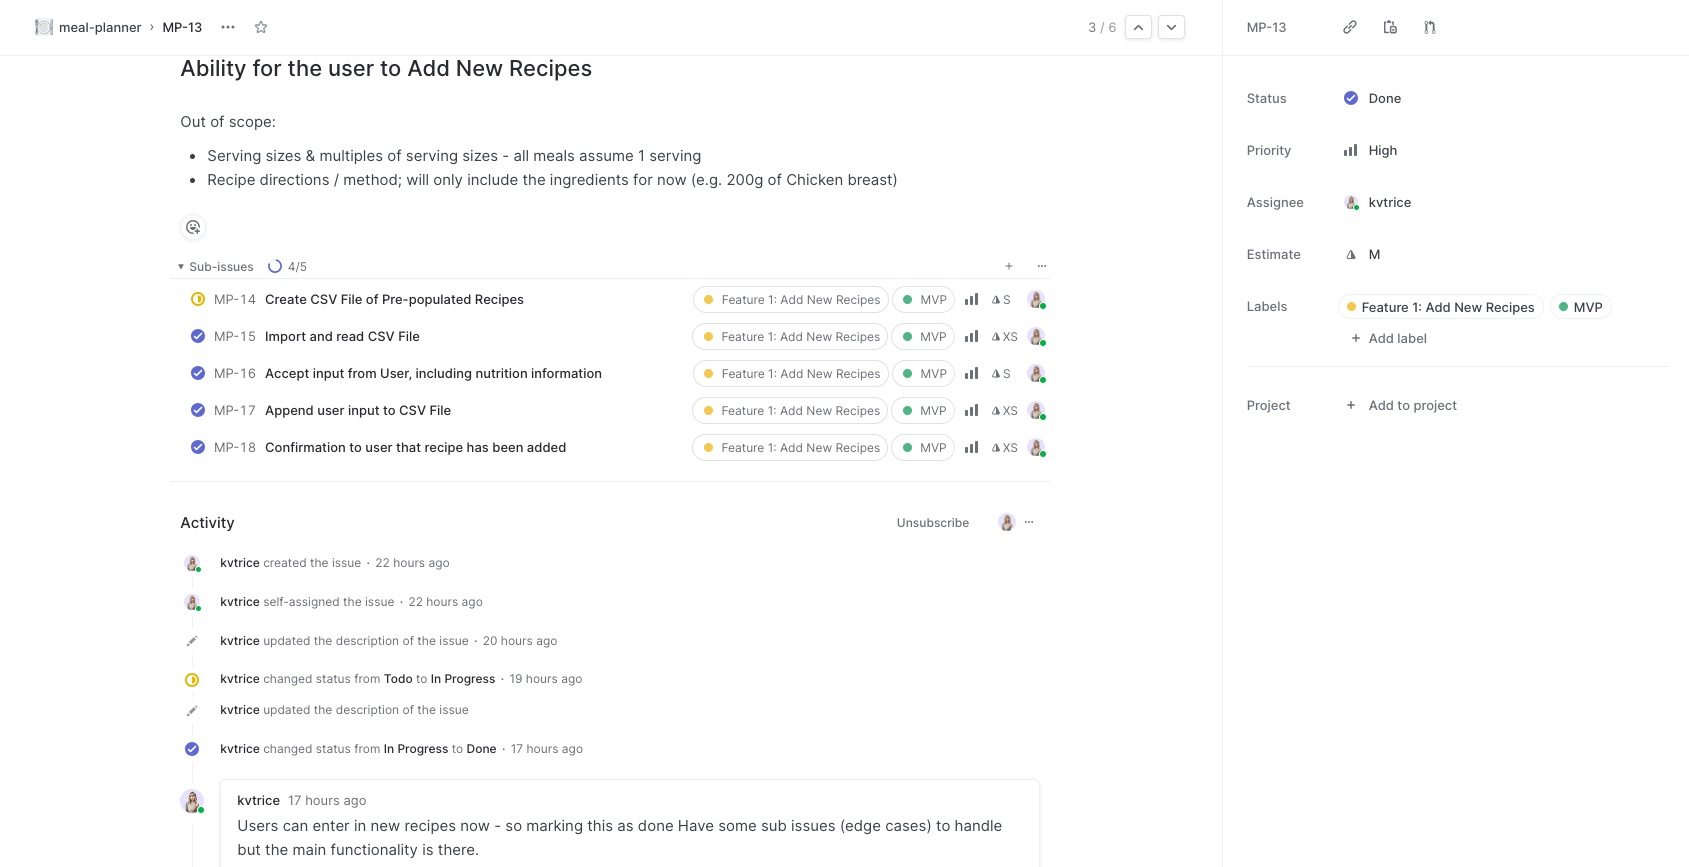 meal-planner › MP-13 ···
3 / 6
MP-13
Ability for the user to Add New Recipes
Out of scope:
• Serving sizes & multiples of serving sizes - all meals assume 1 serving
• Recipe directions / method; will only include the ingredients for now (e.g. 200g of Chicken breast)
Sub-issues 4/5
MP-14 Create CSV File of Pre-populated Recipes Feature 1: Add New Recipes MVP S
MP-15 Import and read CSV File Feature 1: Add New Recipes MVP XS
MP-16 Accept input from User, including nutrition information Feature 1: Add New Recipes MVP S
MP-17 Append user input to CSV File Feature 1: Add New Recipes MVP XS
MP-18 Confirmation to user that recipe has been added Feature 1: Add New Recipes MVP XS
Activity Unsubscribe
kvtrice created the issue · 22 hours ago
kvtrice self-assigned the issue · 22 hours ago
kvtrice updated the description of the issue · 20 hours ago
kvtrice changed status from Todo to In Progress · 19 hours ago
kvtrice updated the description of the issue
kvtrice changed status from In Progress to Done · 17 hours ago
kvtrice 17 hours ago
Users can enter in new recipes now - so marking this as done Have some sub issues (edge cases) to handle
but the main functionality is there.
Status Done
Priority High
Assignee kvtrice
Estimate M
Labels Feature 1: Add New Recipes MVP
+ Add label
Project + Add to project